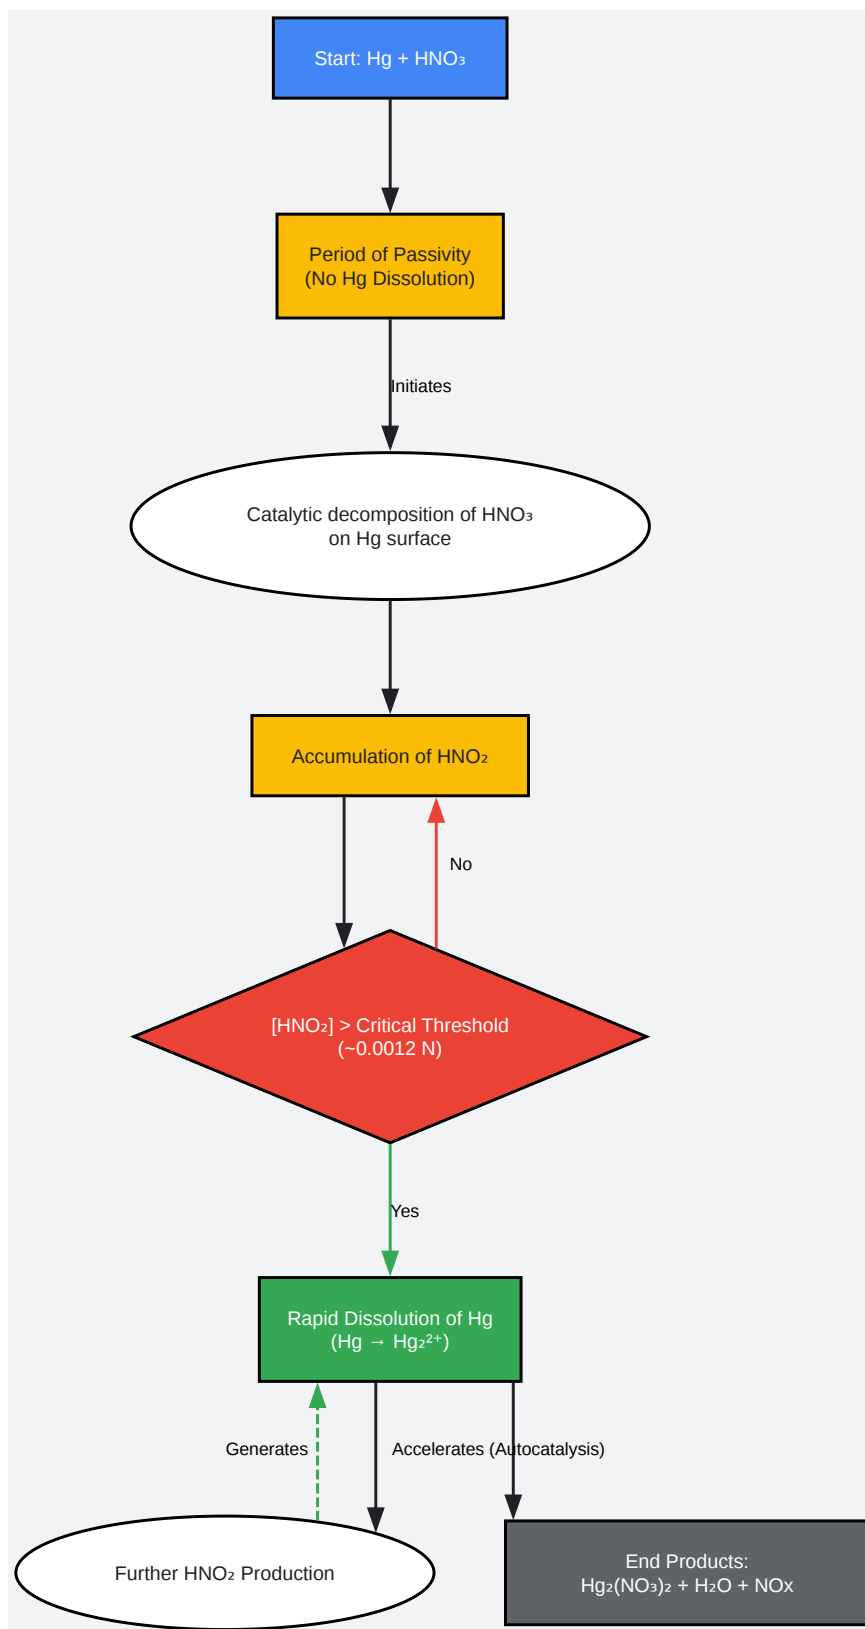 Start: Hg + HNO₃
Period of Passivity
(No Hg Dissolution)
Initiates
Catalytic decomposition of HNO₃
on Hg surface
Accumulation of HNO₂
No
[HNO₂] > Critical Threshold
(~0.0012 N)
Yes
Rapid Dissolution of Hg
(Hg → Hg₂²⁺)
Generates
Accelerates (Autocatalysis)
Further HNO₂ Production
End Products:
Hg₂(NO₃)₂ + H₂O + NOx